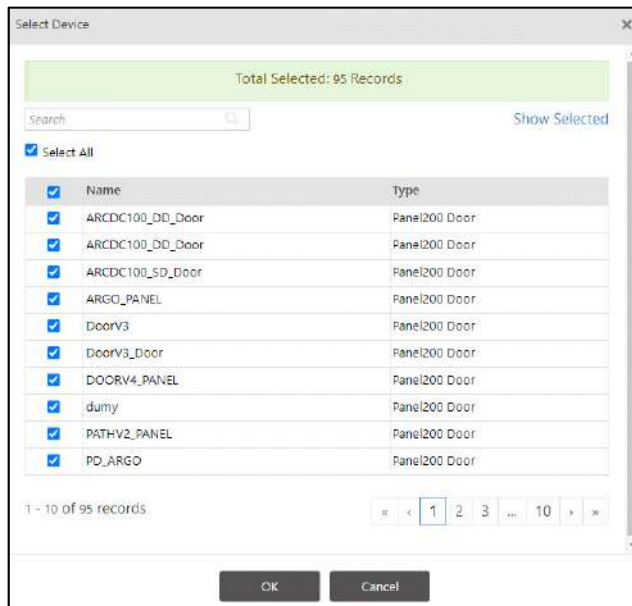 Select Device
Total Selected: 95 Records
Search
Show Selected
Select All
Name Type
ARCDC100_DD_Door Panel200 Door
ARCDC100_DD_Door Panel200 Door
ARCDC100_SD_Door Panel200 Door
ARGO_PANEL Panel200 Door
DoorV3 Panel200 Door
DoorV3_Door Panel200 Door
DOORV4_PANEL Panel200 Door
dumy Panel200 Door
PATHV2_PANEL Panel200 Door
PD_ARGO Panel200 Door
1 - 10 of 95 records « ‹ 1 2 3 ... 10 › »
OK Cancel